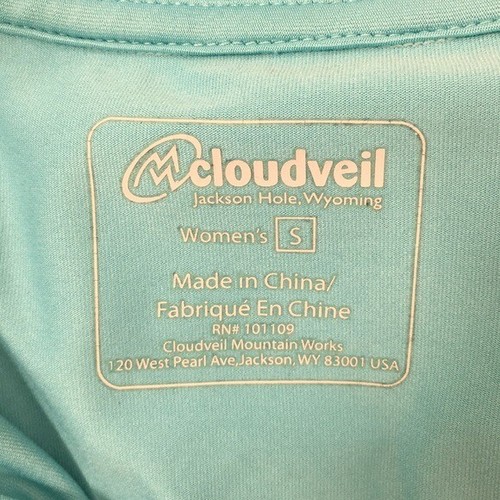 cloudveil
Jackson Hole, Wyoming
Women's S
Made in China/
Fabriqué En Chine
RN# 101109
Cloudveil Mountain Works
120 West Pearl Ave, Jackson, WY 83001 USA